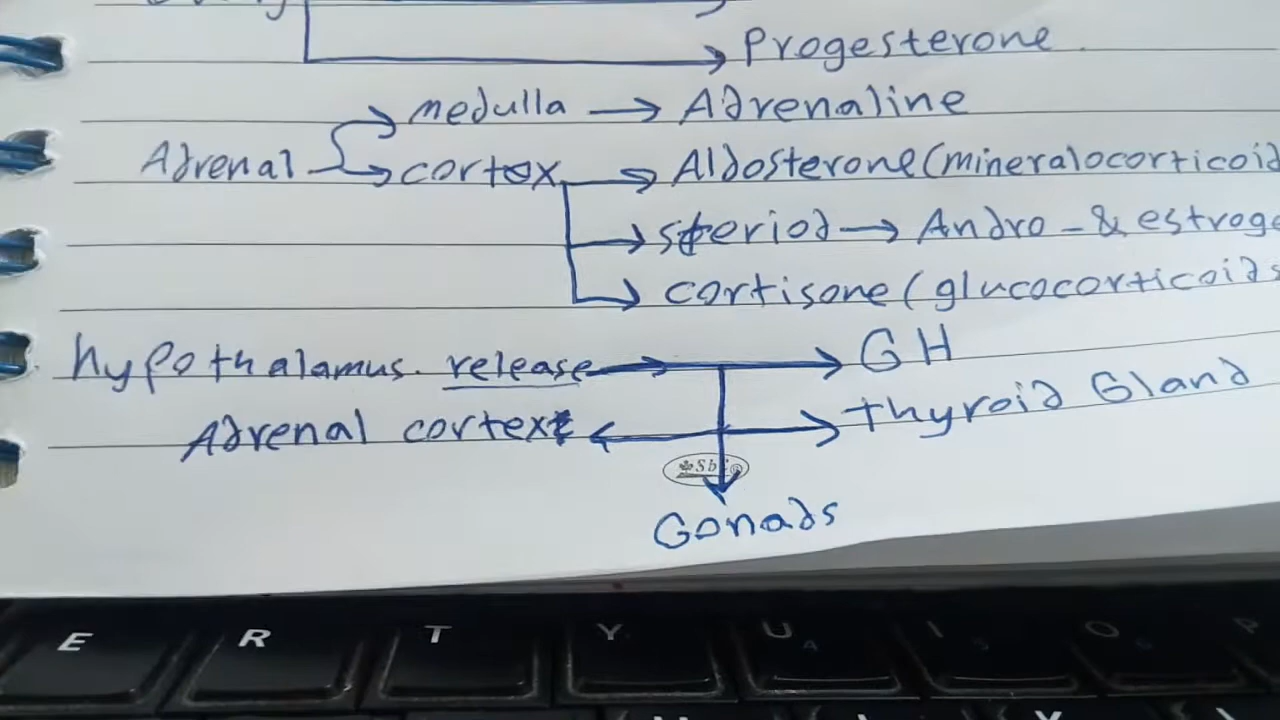 Progesterone
medulla → Adrenaline
Adrenal → cortex → Aldosterone (mineralocorticoid
steriod → Andro - & estroge
cortisone (glucocorticoids
hypothalamus release → GH
Adrenal cortex ← → Thyroid Gland
Gonads
E R T Y U I O P